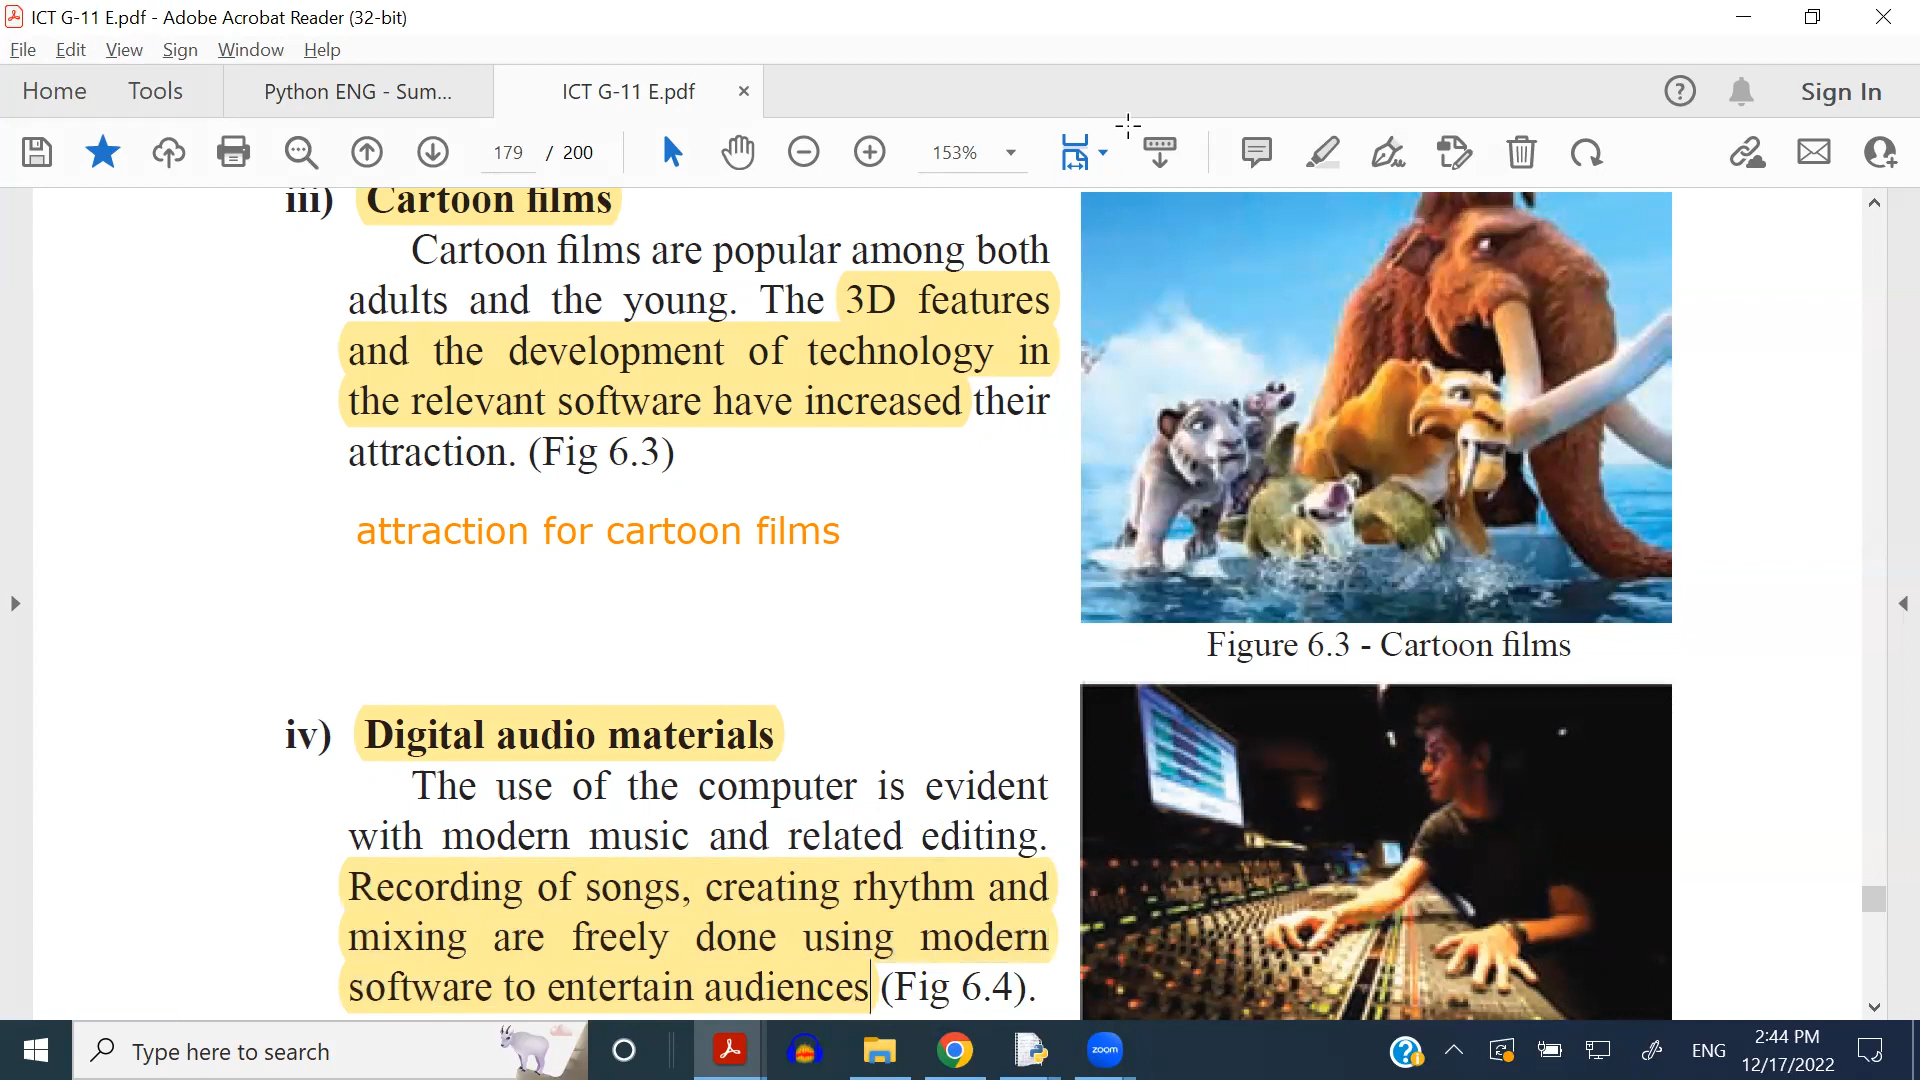 ICT G-11 E.pdf - Adobe Acrobat Reader (32-bit)
File Edit View Sign Window Help
Home Tools Python ENG - Sum... ICT G-11 E.pdf × ? Sign In
179 / 200 153%
iii) Cartoon films
Cartoon films are popular among both
adults and the young. The 3D features
and the development of technology in
the relevant software have increased their
attraction. (Fig 6.3)
attraction for cartoon films
Figure 6.3 - Cartoon films
iv) Digital audio materials
The use of the computer is evident
with modern music and related editing.
Recording of songs, creating rhythm and
mixing are freely done using modern
software to entertain audiences (Fig 6.4).
Type here to search
zoom
ENG
2:44 PM
12/17/2022